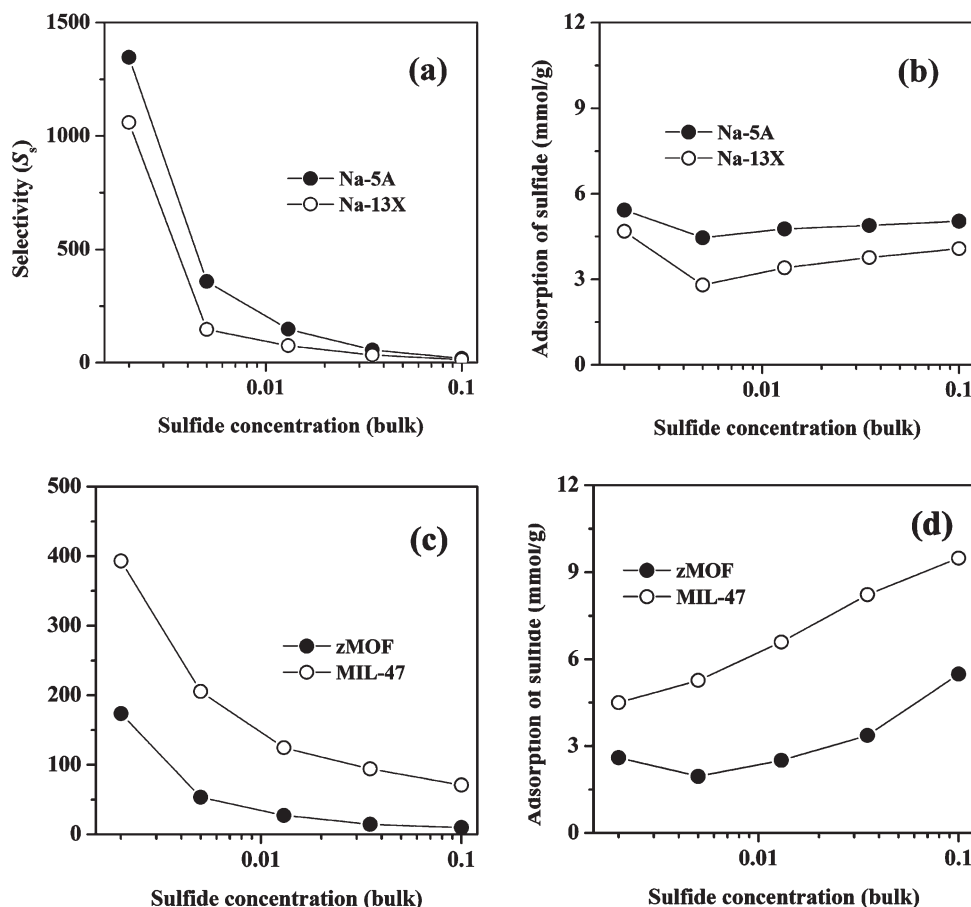 1500
1000
500
0
Selectivity (Ss)
(a)
Na-5A
Na-13X
0.01
0.1
Sulfide concentration (bulk)
12
9
6
3
0
Adsorption of sulfide (mmol/g)
(b)
Na-5A
Na-13X
0.01
0.1
Sulfide concentration (bulk)
500
400
300
200
100
0
(c)
zMOF
MIL-47
0.01
0.1
Sulfide concentration (bulk)
12
9
6
3
0
Adsorption of sulfide (mmol/g)
(d)
zMOF
MIL-47
0.01
0.1
Sulfide concentration (bulk)